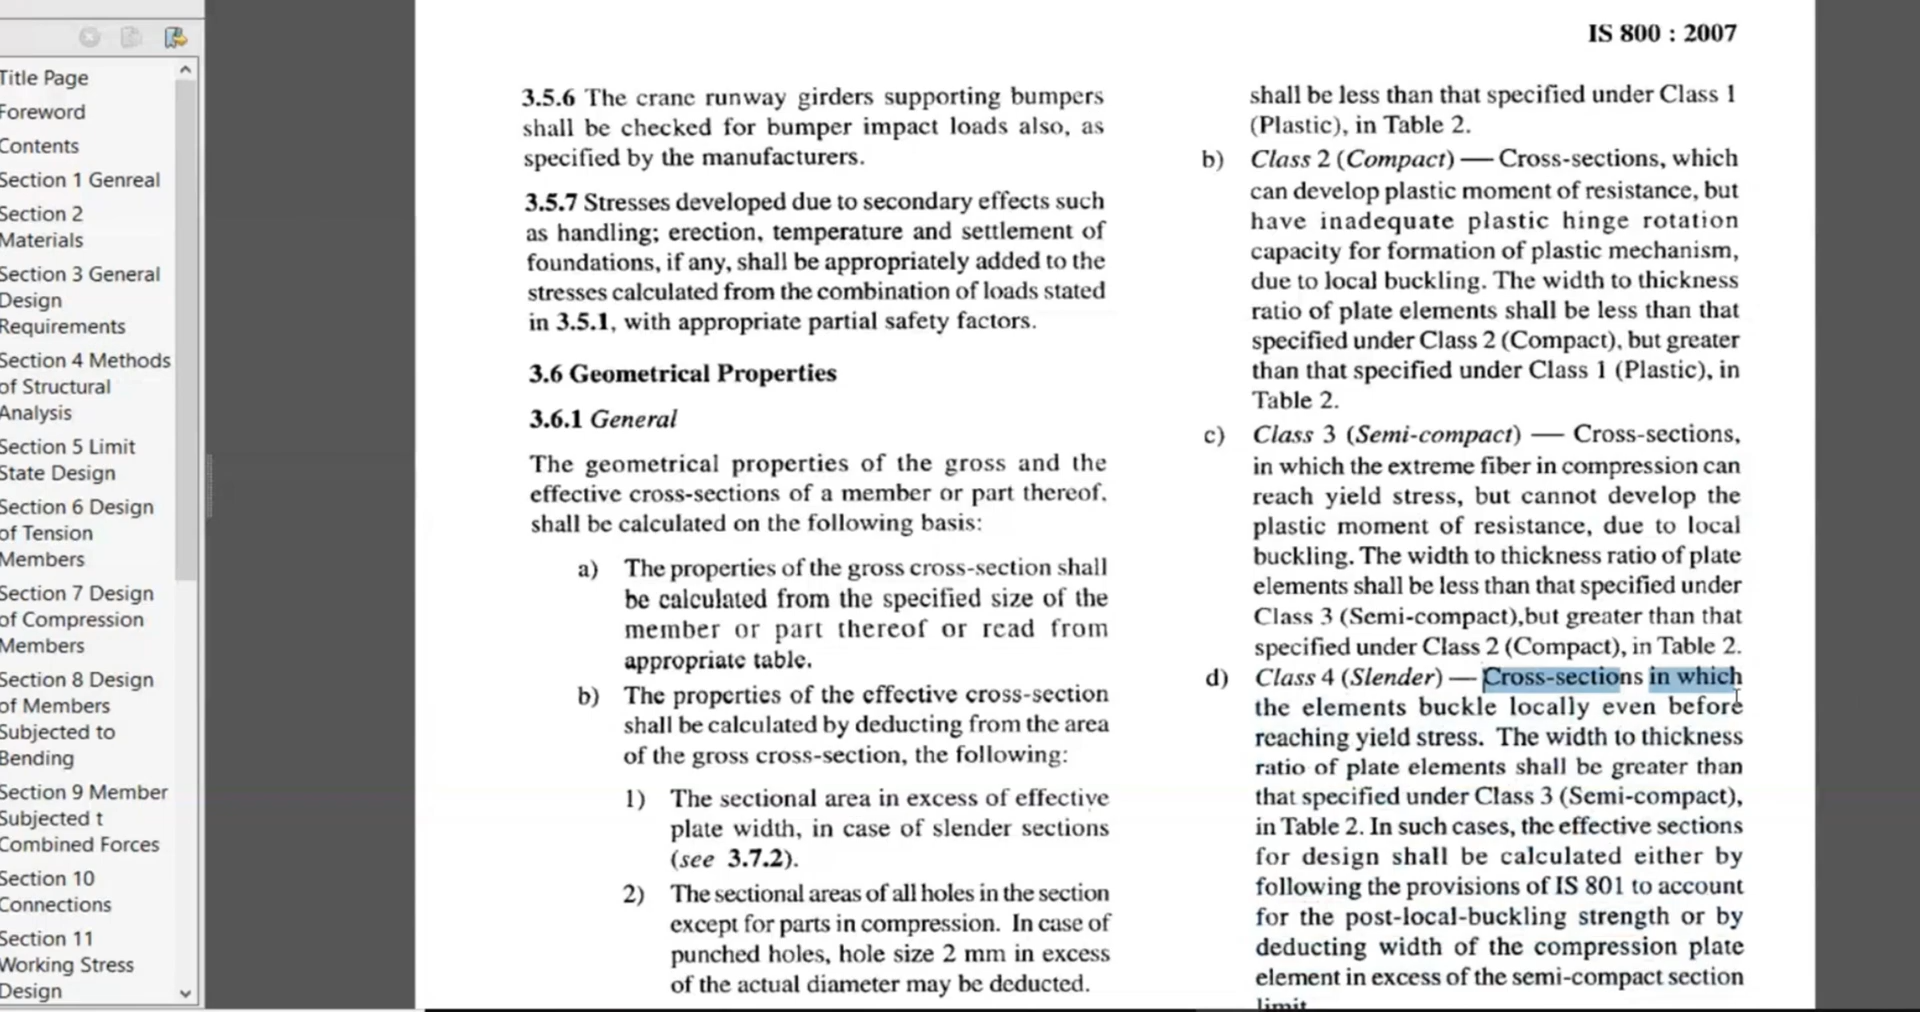 Title Page
Foreword
Contents
Section 1 Genreal
Section 2
Materials
Section 3 General
Design
Requirements
Section 4 Methods
of Structural
Analysis
Section 5 Limit
State Design
Section 6 Design
of Tension
Members
Section 7 Design
of Compression
Members
Section 8 Design
of Members
Subjected to
Bending
Section 9 Member
Subjected t
Combined Forces
Section 10
Connections
Section 11
Working Stress
Design
3.5.6 The crane runway girders supporting bumpers
shall be checked for bumper impact loads also, as
specified by the manufacturers.
3.5.7 Stresses developed due to secondary effects such
as handling; erection, temperature and settlement of
foundations, if any, shall be appropriately added to the
stresses calculated from the combination of loads stated
in 3.5.1, with appropriate partial safety factors.
3.6 Geometrical Properties
3.6.1 General
The geometrical properties of the gross and the
effective cross-sections of a member or part thereof,
shall be calculated on the following basis:
a) The properties of the gross cross-section shall
be calculated from the specified size of the
member or part thereof or read from
appropriate table.
b) The properties of the effective cross-section
shall be calculated by deducting from the area
of the gross cross-section, the following:
1) The sectional area in excess of effective
plate width, in case of slender sections
(see 3.7.2).
2) The sectional areas of all holes in the section
except for parts in compression. In case of
punched holes, hole size 2 mm in excess
of the actual diameter may be deducted.
IS 800 : 2007
shall be less than that specified under Class 1
(Plastic), in Table 2.
b) Class 2 (Compact) — Cross-sections, which
can develop plastic moment of resistance, but
have inadequate plastic hinge rotation
capacity for formation of plastic mechanism,
due to local buckling. The width to thickness
ratio of plate elements shall be less than that
specified under Class 2 (Compact), but greater
than that specified under Class 1 (Plastic), in
Table 2.
c) Class 3 (Semi-compact) — Cross-sections,
in which the extreme fiber in compression can
reach yield stress, but cannot develop the
plastic moment of resistance, due to local
buckling. The width to thickness ratio of plate
elements shall be less than that specified under
Class 3 (Semi-compact),but greater than that
specified under Class 2 (Compact), in Table 2.
d) Class 4 (Slender) — Cross-sections in which
the elements buckle locally even before
reaching yield stress. The width to thickness
ratio of plate elements shall be greater than
that specified under Class 3 (Semi-compact),
in Table 2. In such cases, the effective sections
for design shall be calculated either by
following the provisions of IS 801 to account
for the post-local-buckling strength or by
deducting width of the compression plate
element in excess of the semi-compact section
limit